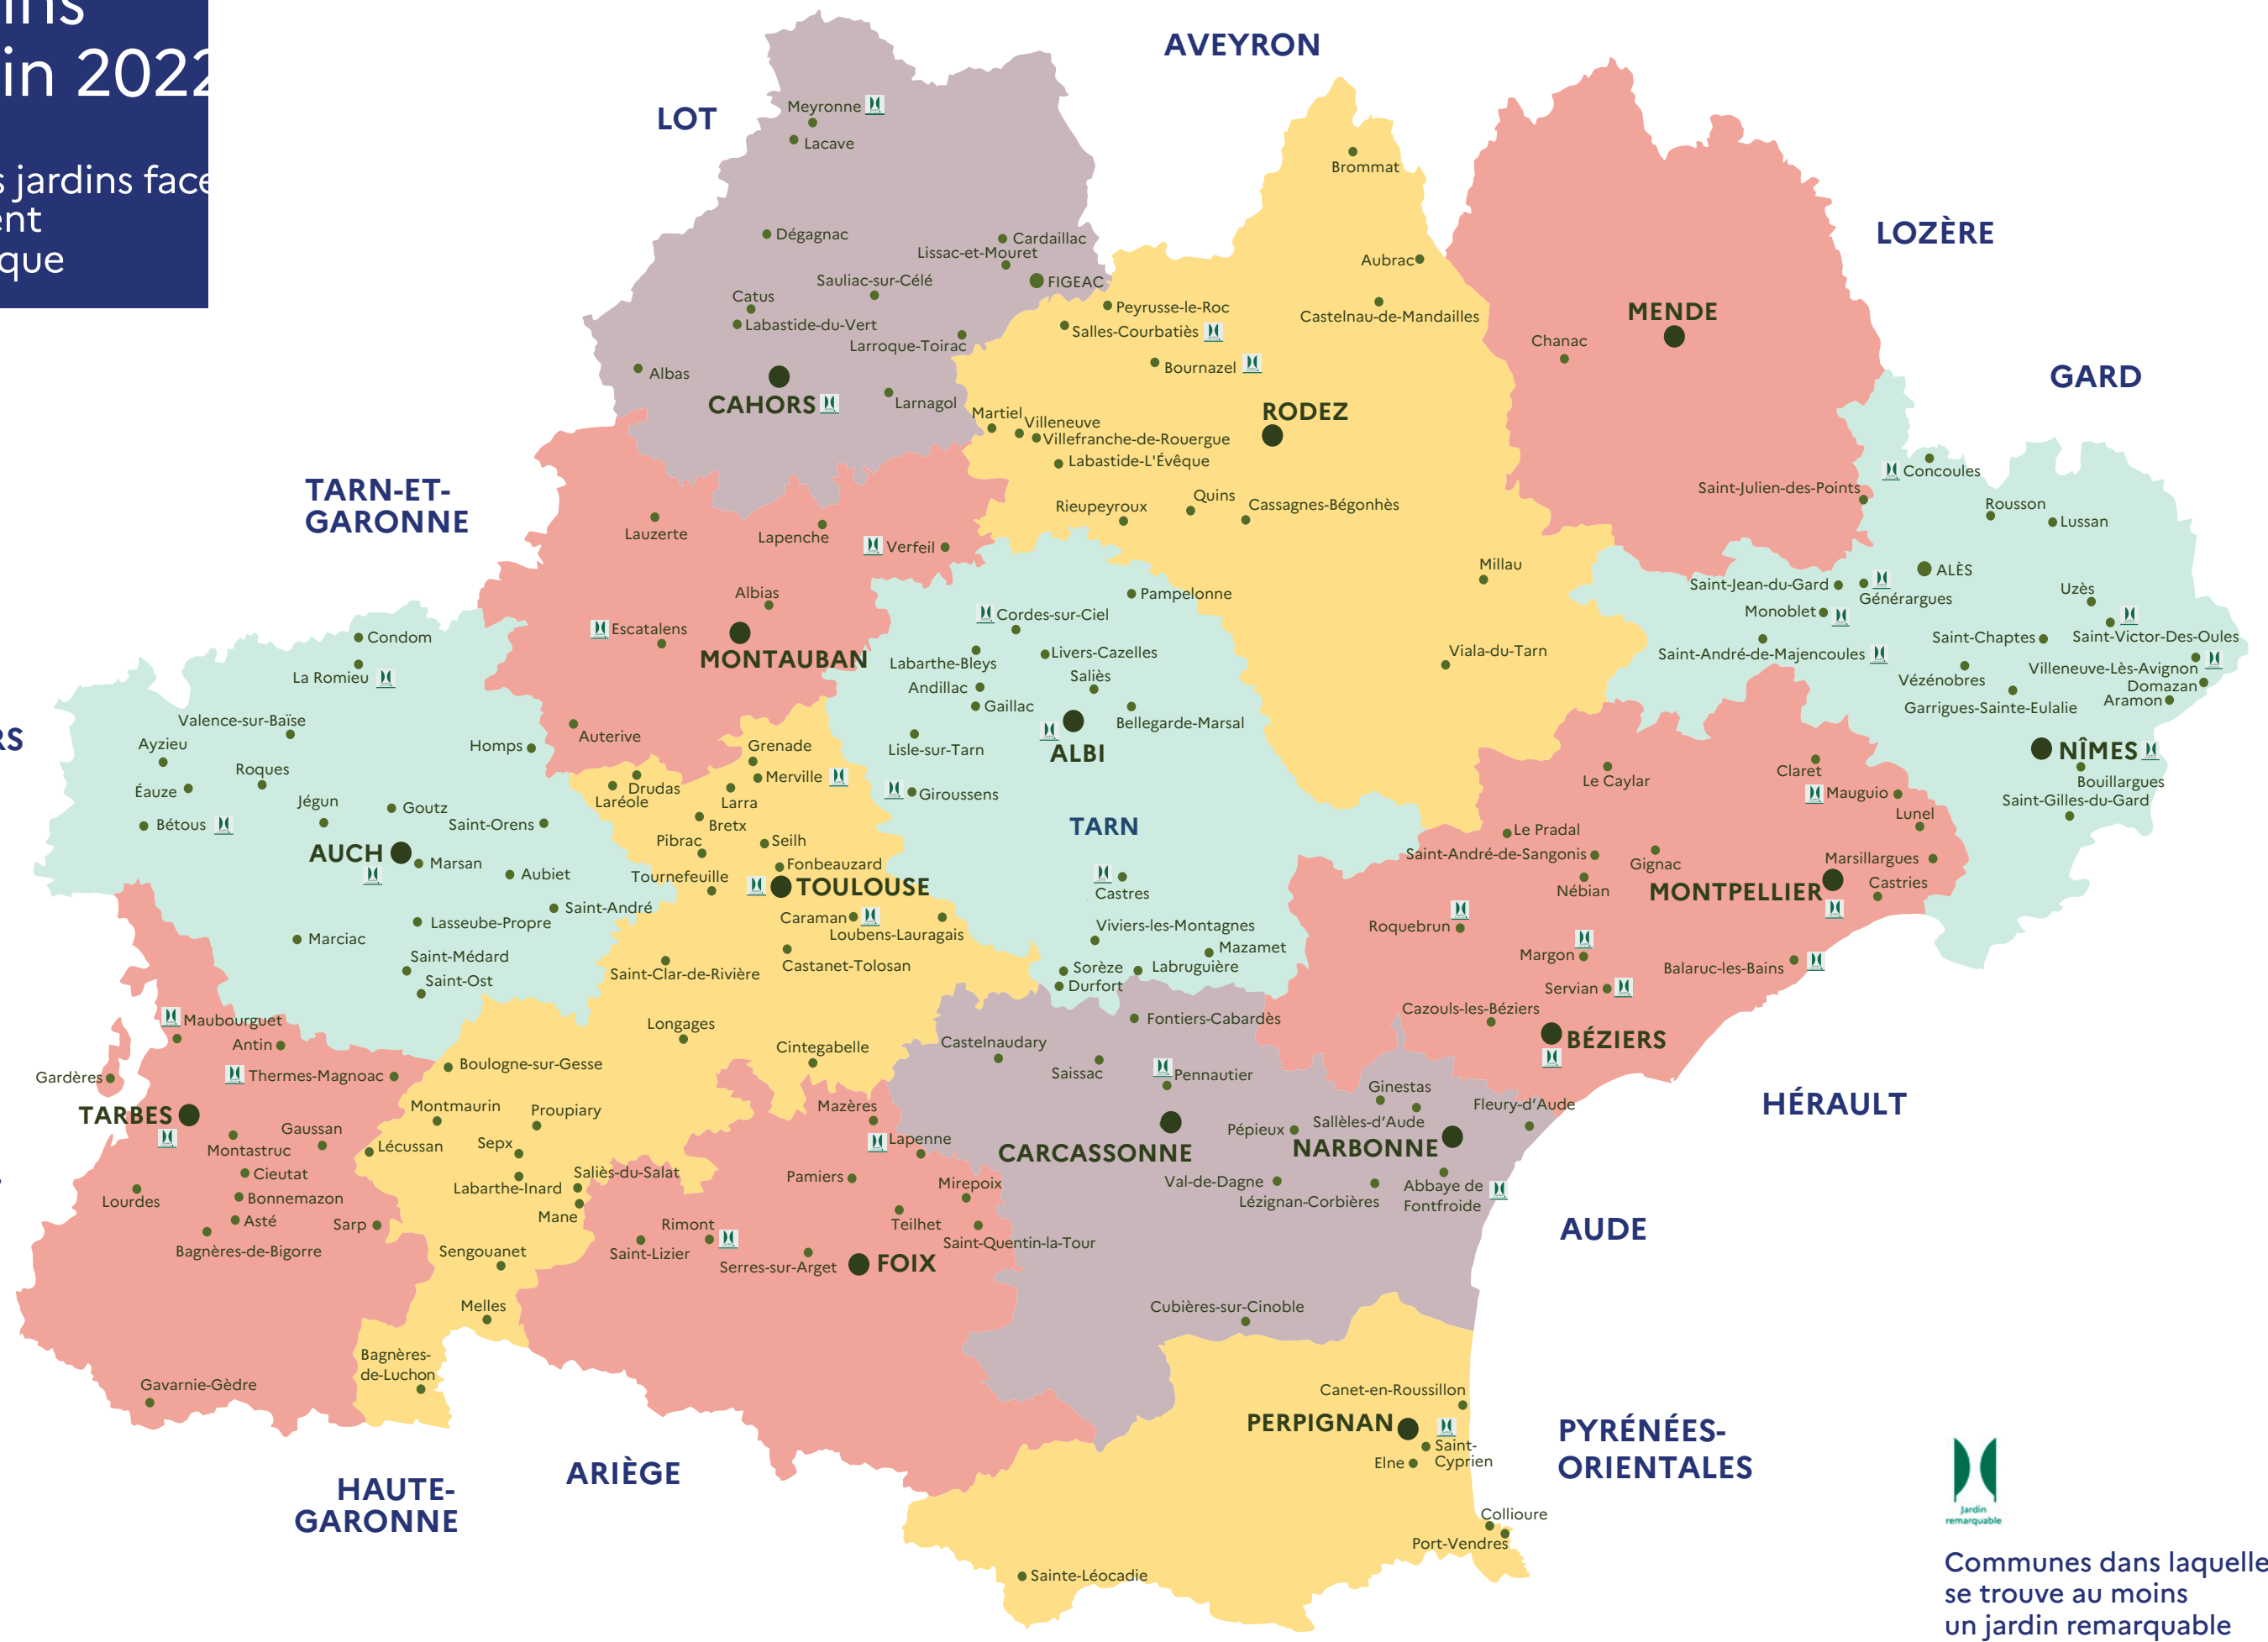 ins
in 2022
s jardins face
ent
que
AVEYRON
LOT
Meyronne
Lacave
Brommat
LOZÈRE
Dégagnac
Cardaillac
Lissac-et-Mouret
Aubrac
Sauliac-sur-Célé
FIGEAC
Catus
Peyrusse-le-Roc
Castelnau-de-Mandailles
MENDE
Labastide-du-Vert
Salles-Courbatiès
Larroque-Toirac
Chanac
Albas
Bournazel
GARD
CAHORS
Larnagol
Martiel
RODEZ
Villeneuve
Villefranche-de-Rouergue
Labastide-L'Évêque
Concoules
TARN-ET-
GARONNE
Saint-Julien-des-Points
Quins
Rieupeyroux
Cassagnes-Bégonhès
Rousson
Lussan
Lauzerte
Lapenche
Verfeil
Millau
ALÈS
Saint-Jean-du-Gard
Générargues
Uzès
Albias
Pampelonne
Monoblet
Cordes-sur-Ciel
Escatalens
Condom
Saint-Chaptes
Saint-Victor-Des-Oules
MONTAUBAN
Labarthe-Bleys
Livers-Cazelles
Viala-du-Tarn
Saint-André-de-Majencoules
Villeneuve-Lès-Avignon
La Romieu
Saliès
Vézénobres
Domazan
Andillac
Gaillac
Garrigues-Sainte-Eulalie
Aramon
Valence-sur-Baïse
Bellegarde-Marsal
RS
Ayzieu
Homps
Auterive
Grenade
Lisle-sur-Tarn
ALBI
NÎMES
Roques
Merville
Le Caylar
Claret
Bouillargues
Éauze
Drudas
Laréole
Larra
Giroussens
Mauguio
Saint-Gilles-du-Gard
Jégun
Goutz
Bétous
Saint-Orens
Bretx
TARN
Lunel
Pibrac
Seilh
Le Pradal
AUCH
Marsan
Fonbeauzard
Saint-André-de-Sangonis
Gignac
Marsillargues
Aubiet
Tournefeuille
TOULOUSE
Castres
Nébian
MONTPELLIER
Castries
Saint-André
Caraman
Loubens-Lauragais
Lasseube-Propre
Viviers-les-Montagnes
Roquebrun
Marciac
Mazamet
Saint-Médard
Castanet-Tolosan
Saint-Clar-de-Rivière
Sorèze
Labruguière
Margon
Balaruc-les-Bains
Saint-Ost
Durfort
Servian
Cazouls-les-Béziers
Maubourguet
Longages
Fontiers-Cabardès
BÉZIERS
Antin
Cintegabelle
Castelnaudary
Boulogne-sur-Gesse
Saissac
Pennautier
Gardères
Thermes-Magnoac
Ginestas
HÉRAULT
Montmaurin
Proupiary
Mazères
Fleury-d’Aude
TARBES
Sallèles-d’Aude
Gaussan
Pépieux
Montastruc
Lécussan
Sepx
Lapenne
CARCASSONNE
NARBONNE
Cieutat
Saliès-du-Salat
Pamiers
Val-de-Dagne
Labarthe-Inard
Mirepoix
Abbaye de
Fontfroide
Lourdes
Bonnemazon
Lézignan-Corbières
Mane
Asté
Sarp
Rimont
Teilhet
AUDE
Bagnères-de-Bigorre
Sengouanet
Saint-Lizier
Saint-Quentin-la-Tour
Serres-sur-Arget
FOIX
Melles
Cubières-sur-Cinoble
Bagnères-
de-Luchon
Gavarnie-Gèdre
Canet-en-Roussillon
PERPIGNAN
PYRÉNÉES-
ORIENTALES
Saint-
Cyprien
Elne
ARIÈGE
HAUTE-
GARONNE
Collioure
Port-Vendres
Sainte-Léocadie
Jardin
remarquable
Communes dans laquelle
se trouve au moins
un jardin remarquable